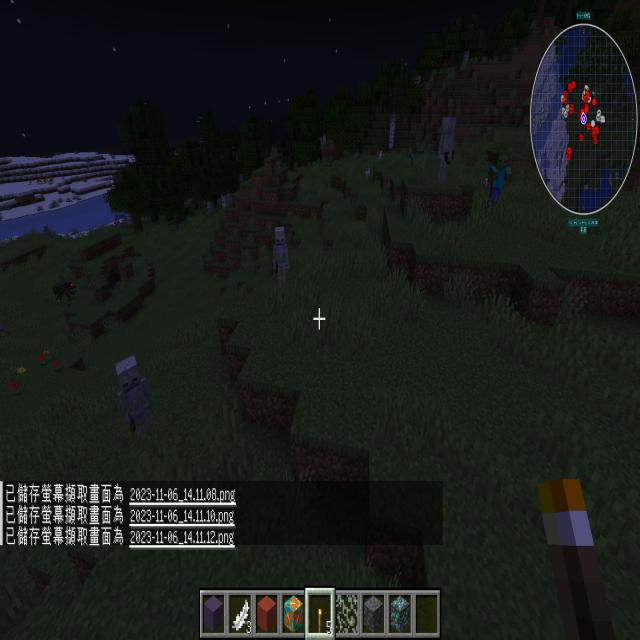 已儲存螢幕擷取畫面為 2023-11-06_14.11.08.png
已儲存螢幕擷取畫面為 2023-11-06_14.11.10.png
已儲存螢幕擷取畫面為 2023-11-06_14.11.12.png
3
5